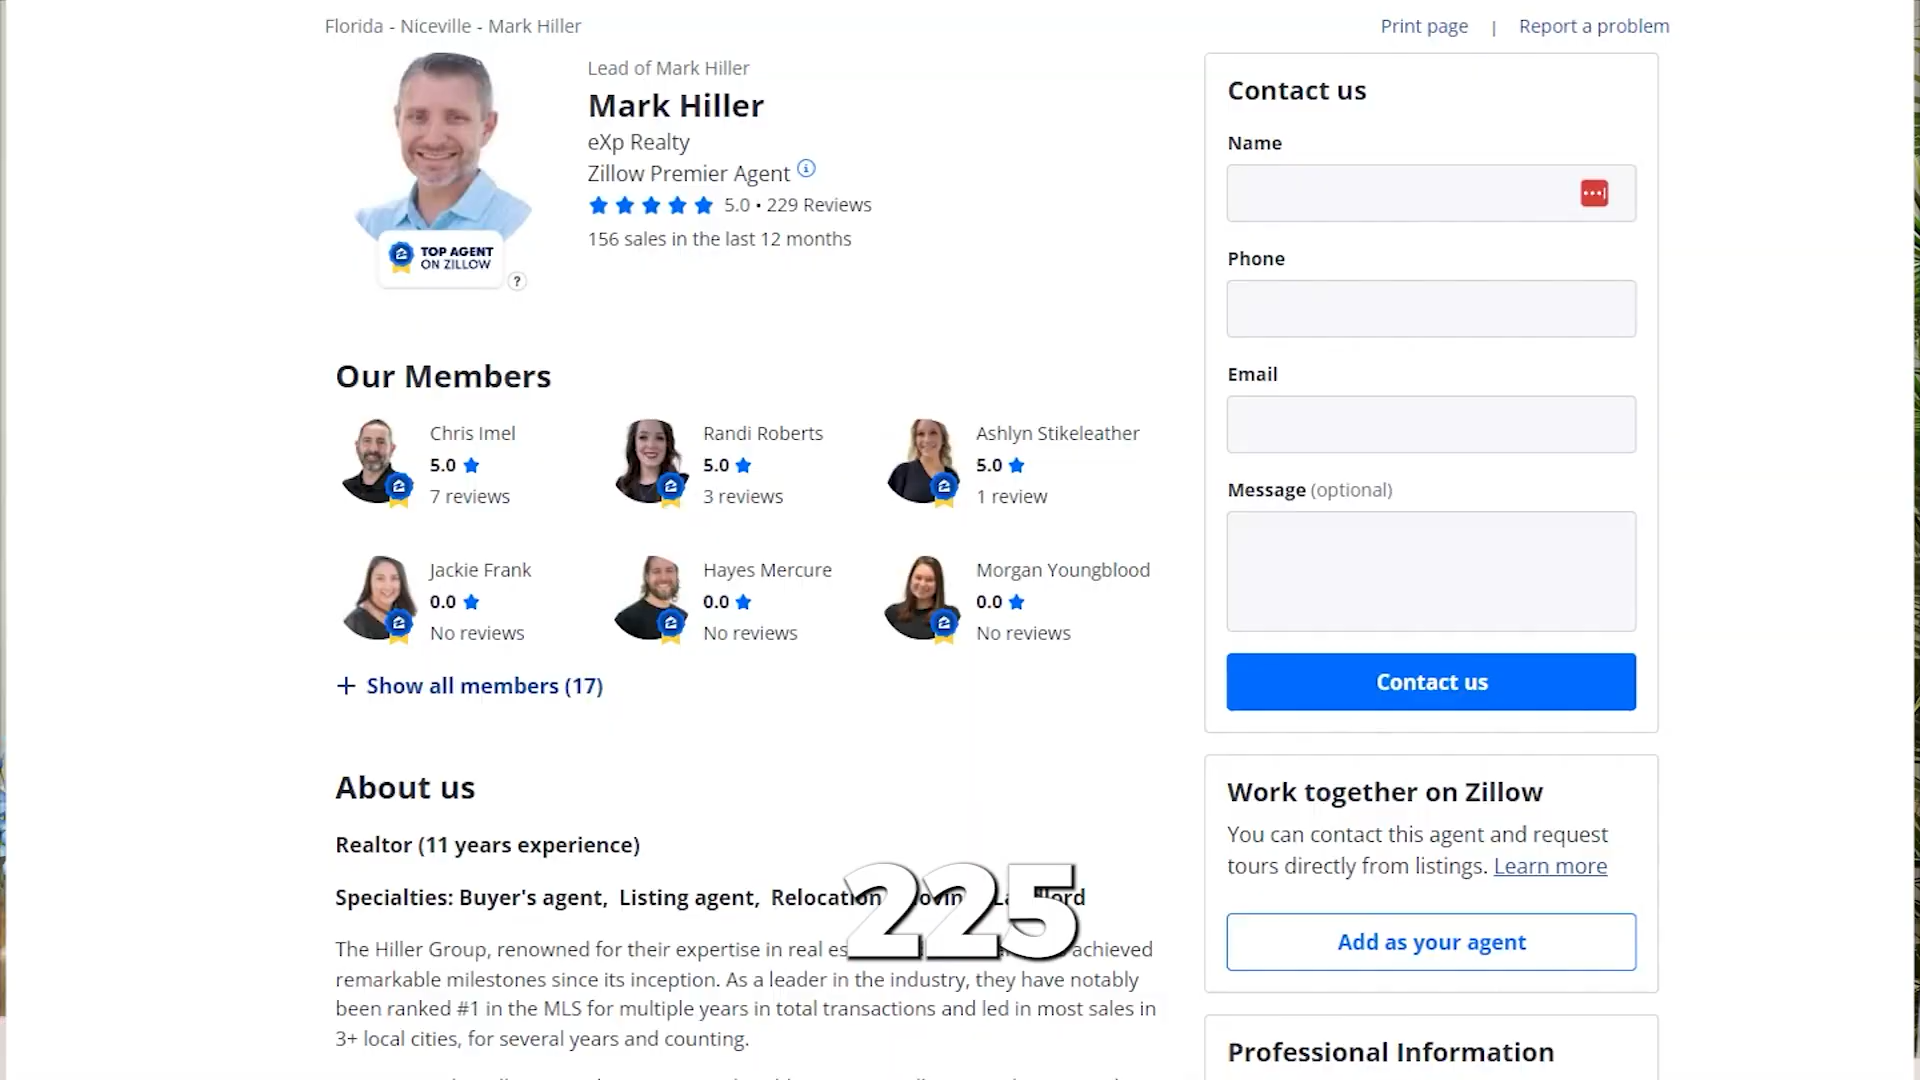 Florida - Niceville - Mark Hiller
Print page | Report a problem
Lead of Mark Hiller
Mark Hiller
eXp Realty
Zillow Premier Agent
5.0 • 229 Reviews
156 sales in the last 12 months
TOP AGENT
ON ZILLOW
?
Our Members
Chris Imel
5.0
7 reviews
Randi Roberts
5.0
3 reviews
Ashlyn Stikeleather
5.0
1 review
Jackie Frank
0.0
No reviews
Hayes Mercure
0.0
No reviews
Morgan Youngblood
0.0
No reviews
+ Show all members (17)
About us
Realtor (11 years experience)
Specialties: Buyer's agent, Listing agent, Relocation
225
The Hiller Group, renowned for their expertise in real achieved
remarkable milestones since its inception. As a leader in the industry, they have notably
been ranked #1 in the MLS for multiple years in total transactions and led in most sales in
3+ local cities, for several years and counting.
Contact us
Name
Phone
Email
Message (optional)
Contact us
Work together on Zillow
You can contact this agent and request
tours directly from listings. Learn more
Add as your agent
Professional Information